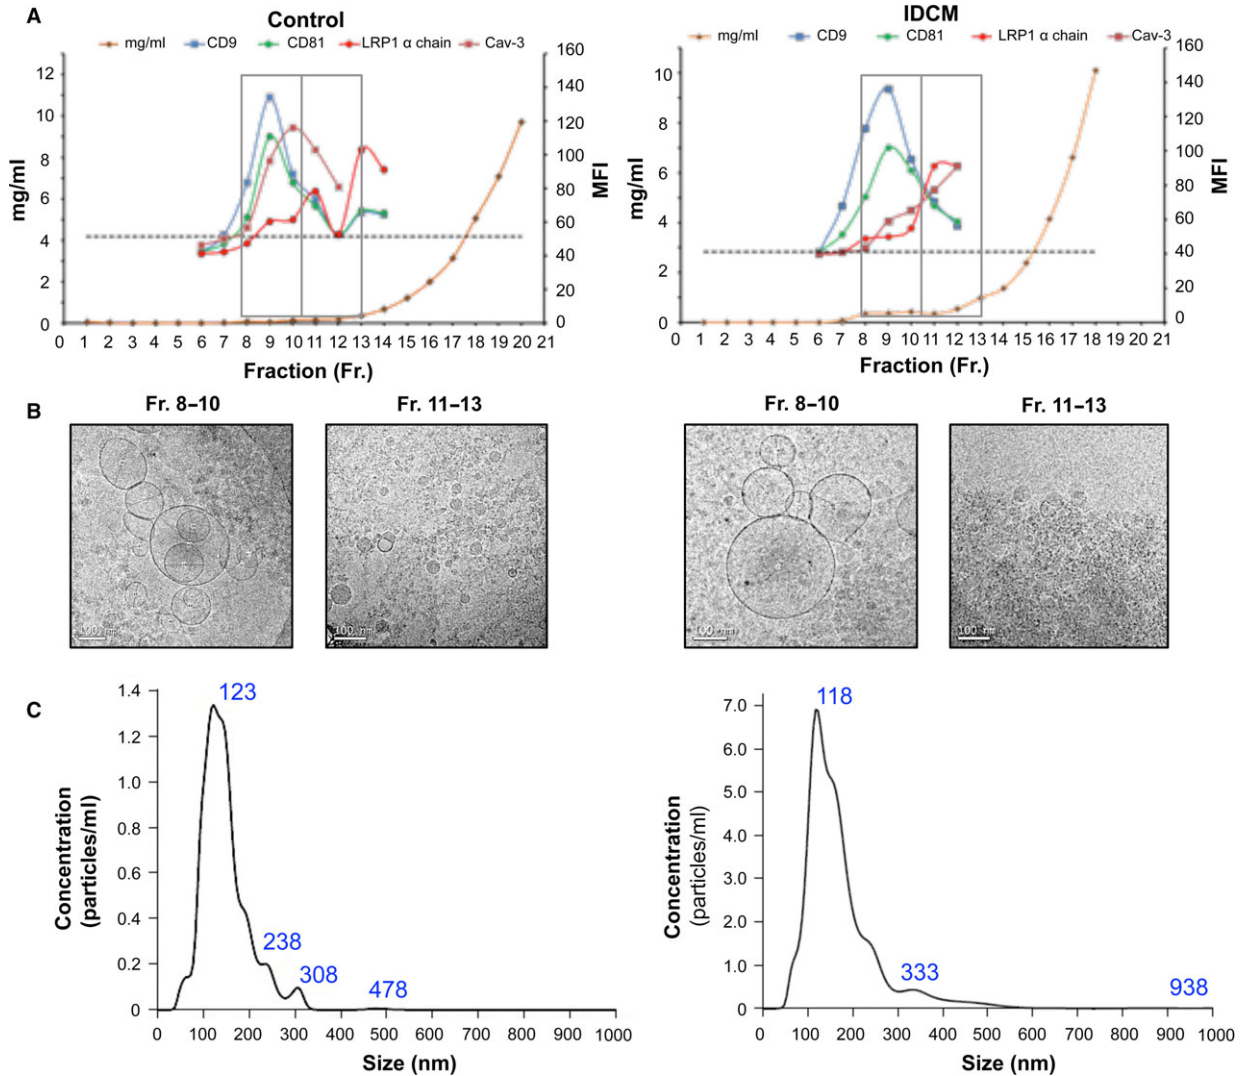 A
Control
mg/ml CD9 CD81 LRP1 α chain Cav-3
12
10
8
6
4
2
0
mg/ml
160
140
120
100
80
60
40
20
0
MFI
0 1 2 3 4 5 6 7 8 9 10 11 12 13 14 15 16 17 18 19 20 21
Fraction (Fr.)
IDCM
mg/ml CD9 CD81 LRP1 α chain Cav-3
10
8
6
4
2
0
mg/ml
160
140
120
100
80
60
40
20
0
MFI
0 1 2 3 4 5 6 7 8 9 10 11 12 13 14 15 16 17 18 19 20 21
Fraction (Fr.)
B
Fr. 8–10
Fr. 11–13
Fr. 8–10
Fr. 11–13
100 nm
100 nm
100 nm
100 nm
C
1.4
1.2
1.0
0.8
0.6
0.4
0.2
0
Concentration
(particles/ml)
123
238
308
478
0 100 200 300 400 500 600 700 800 900 1000
Size (nm)
7.0
6.0
5.0
4.0
3.0
2.0
1.0
0
Concentration
(particles/ml)
118
333
938
0 100 200 300 400 500 600 700 800 900 1000
Size (nm)